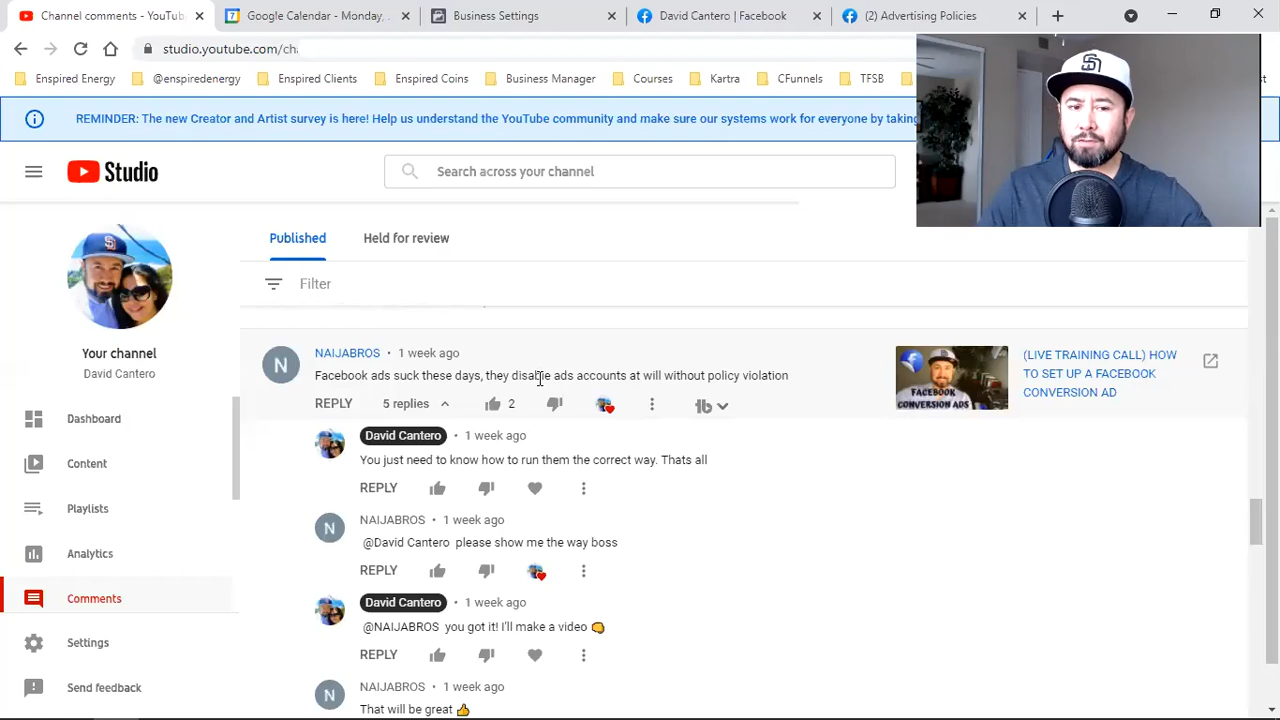 Channel comments - YouTub
Google Calendar - Monday,
Business Settings
David Cantero | Facebook
(2) Advertising Policies
studio.youtube.com/ch
Enspired Energy
@enspiredenergy
Enspired Clients
Enspired Coins
Business Manager
Courses
Kartra
CFunnels
TFSB
REMINDER: The new Creator and Artist survey is here! Help us understand the YouTube community and make sure our systems work for everyone by taking
Studio
Search across your channel
Your channel
David Cantero
Dashboard
Content
Playlists
Analytics
Comments
Settings
Send feedback
Published
Held for review
Filter
N
NAIJABROS • 1 week ago
Facebook ads suck these days, they disable ads accounts at will without policy violation
REPLY 5 replies 2
(LIVE TRAINING CALL) HOW
TO SET UP A FACEBOOK
CONVERSION AD
FACEBOOK
CONVERSION ADS
David Cantero • 1 week ago
You just need to know how to run them the correct way. Thats all
REPLY
N
NAIJABROS • 1 week ago
@David Cantero please show me the way boss
REPLY
David Cantero • 1 week ago
@NAIJABROS you got it! I'll make a video 👊
REPLY
N
NAIJABROS • 1 week ago
That will be great 👍